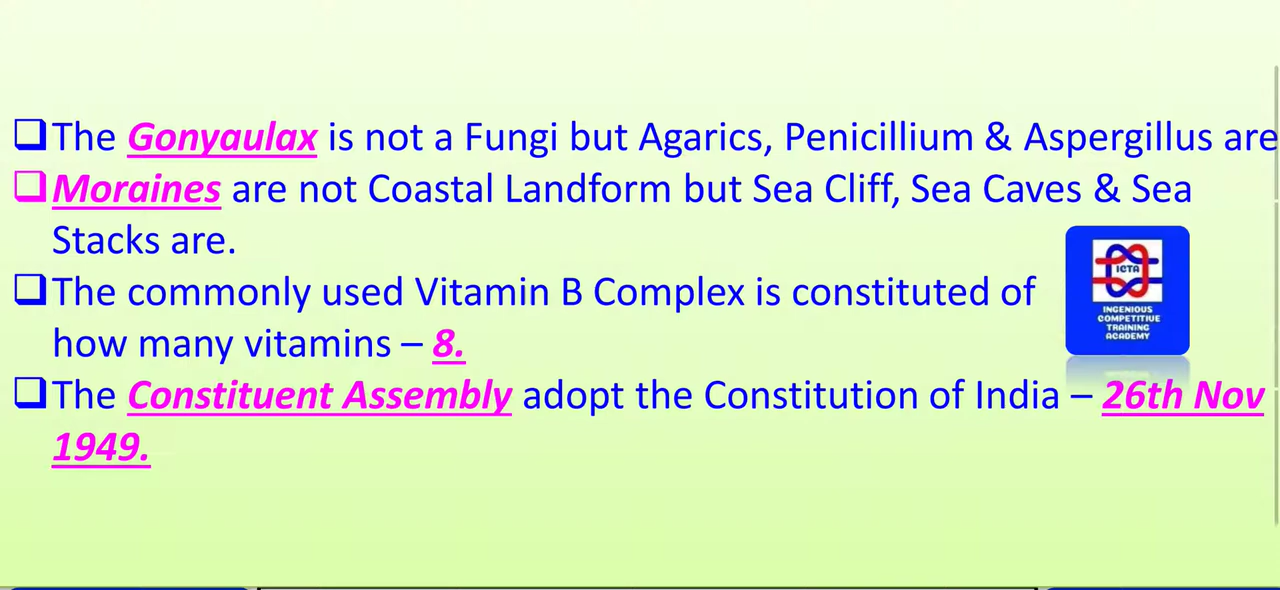 ❑The Gonyaulax is not a Fungi but Agarics, Penicillium & Aspergillus are
❑Moraines are not Coastal Landform but Sea Cliff, Sea Caves & Sea
Stacks are.
❑The commonly used Vitamin B Complex is constituted of
how many vitamins – 8.
❑The Constituent Assembly adopt the Constitution of India – 26th Nov
1949.
ICTA
INGENIOUS
COMPETITIVE
TRAINING
ACADEMY